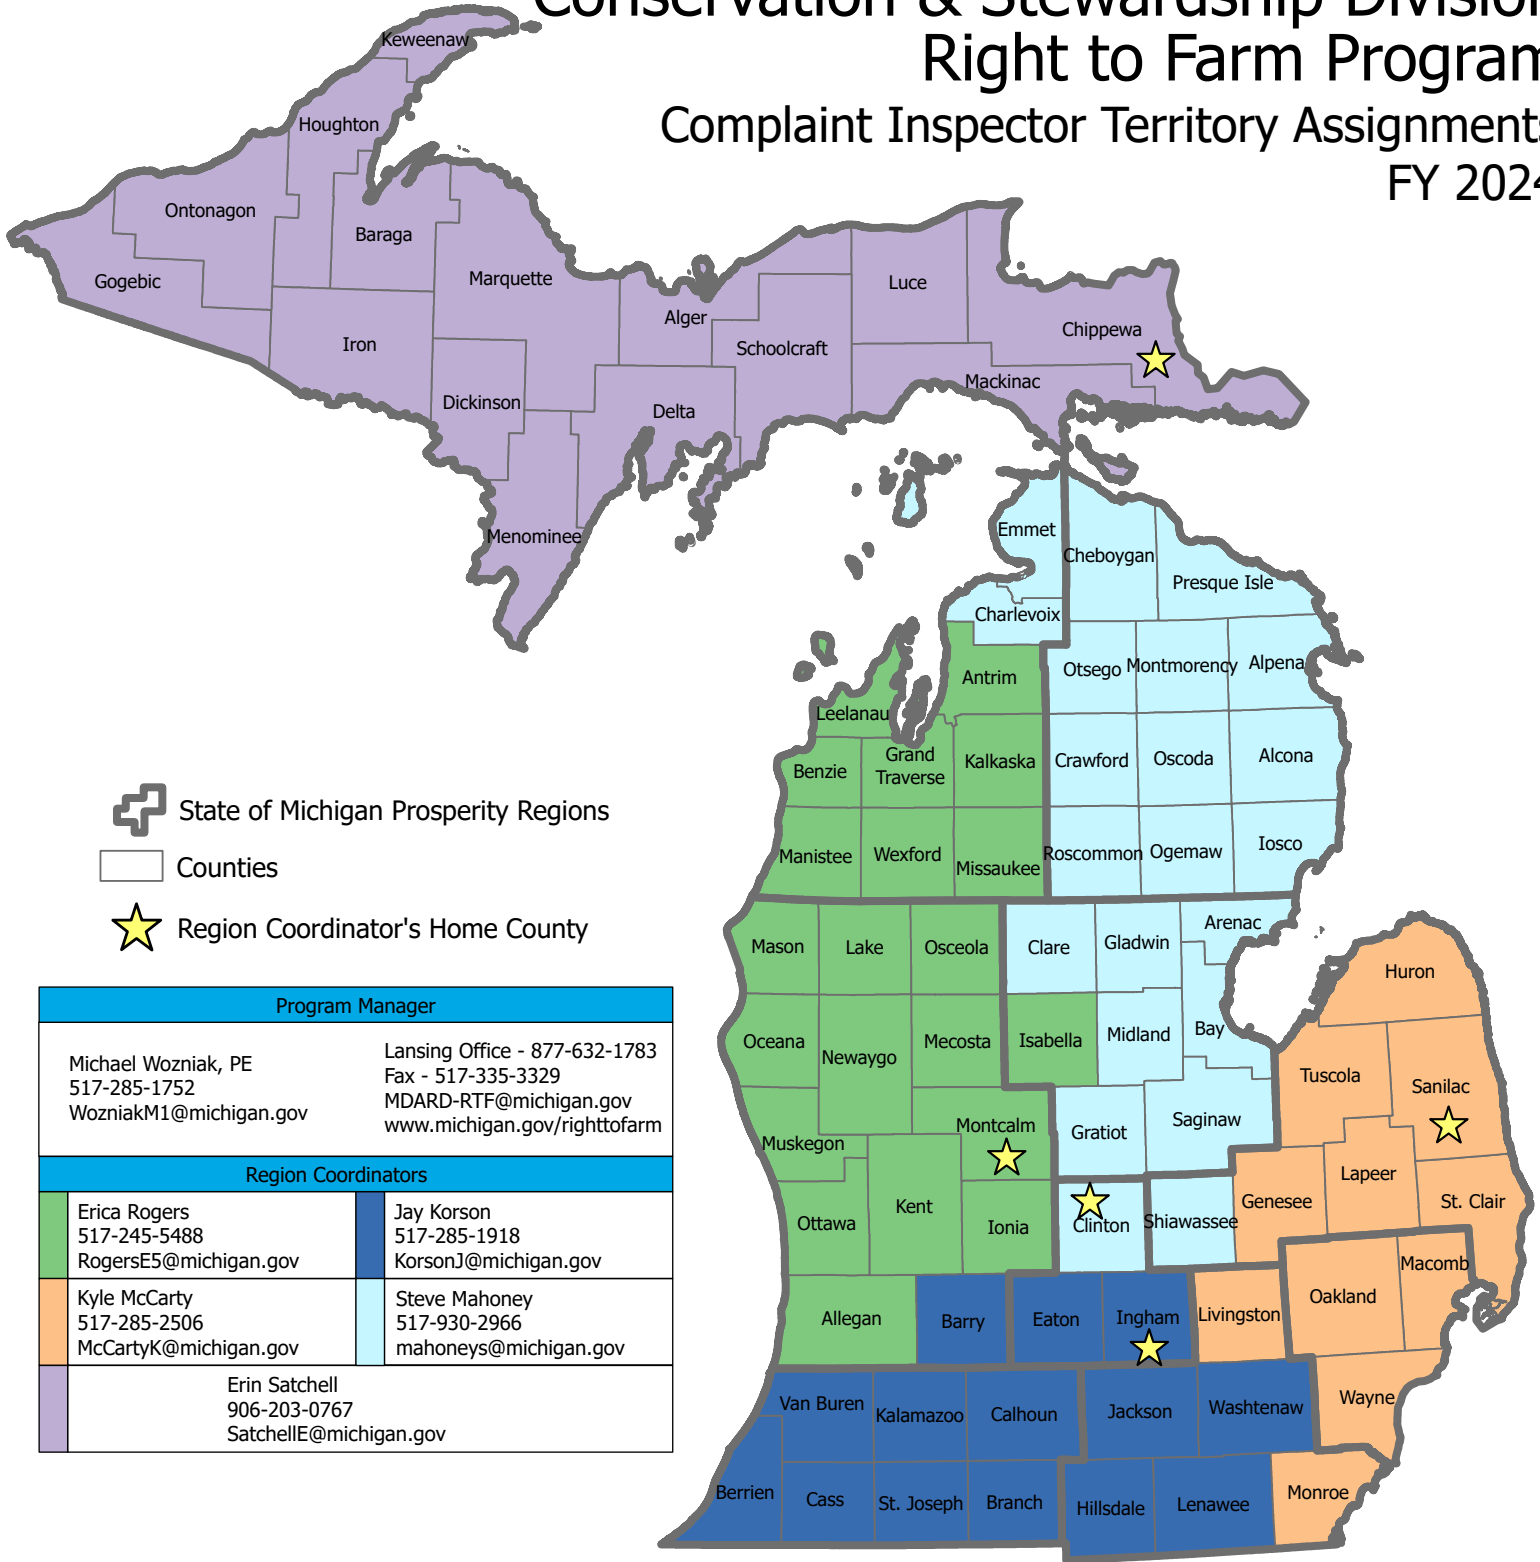 Conservation & Stewardship Division
Right to Farm Program
Complaint Inspector Territory Assignments
FY 2024
Keweenaw
Houghton
Ontonagon
Baraga
Gogebic
Marquette
Luce
Alger
Chippewa
Iron
Schoolcraft
Mackinac
Dickinson
Delta
Menominee
Emmet
Cheboygan
Presque Isle
Charlevoix
Antrim
Otsego
Montmorency
Alpena
Leelanau
Benzie
Grand
Traverse
Kalkaska
Crawford
Oscoda
Alcona
Manistee
Wexford
Missaukee
Roscommon
Ogemaw
Iosco
State of Michigan Prosperity Regions
Counties
Region Coordinator's Home County
Mason
Lake
Osceola
Clare
Gladwin
Arenac
Huron
Oceana
Newaygo
Mecosta
Isabella
Midland
Bay
Tuscola
Sanilac
Muskegon
Montcalm
Gratiot
Saginaw
Lapeer
Genesee
St. Clair
Ottawa
Kent
Ionia
Clinton
Shiawassee
Macomb
Oakland
Livingston
Allegan
Barry
Eaton
Ingham
Van Buren
Kalamazoo
Calhoun
Jackson
Washtenaw
Wayne
Berrien
Cass
St. Joseph
Branch
Hillsdale
Lenawee
Monroe
Program Manager
Michael Wozniak, PE
517-285-1752
WozniakM1@michigan.gov
Lansing Office - 877-632-1783
Fax - 517-335-3329
MDARD-RTF@michigan.gov
www.michigan.gov/righttofarm
Region Coordinators
Erica Rogers
517-245-5488
RogersE5@michigan.gov
Jay Korson
517-285-1918
KorsonJ@michigan.gov
Kyle McCarty
517-285-2506
McCartyK@michigan.gov
Steve Mahoney
517-930-2966
mahoneys@michigan.gov
Erin Satchell
906-203-0767
SatchellE@michigan.gov